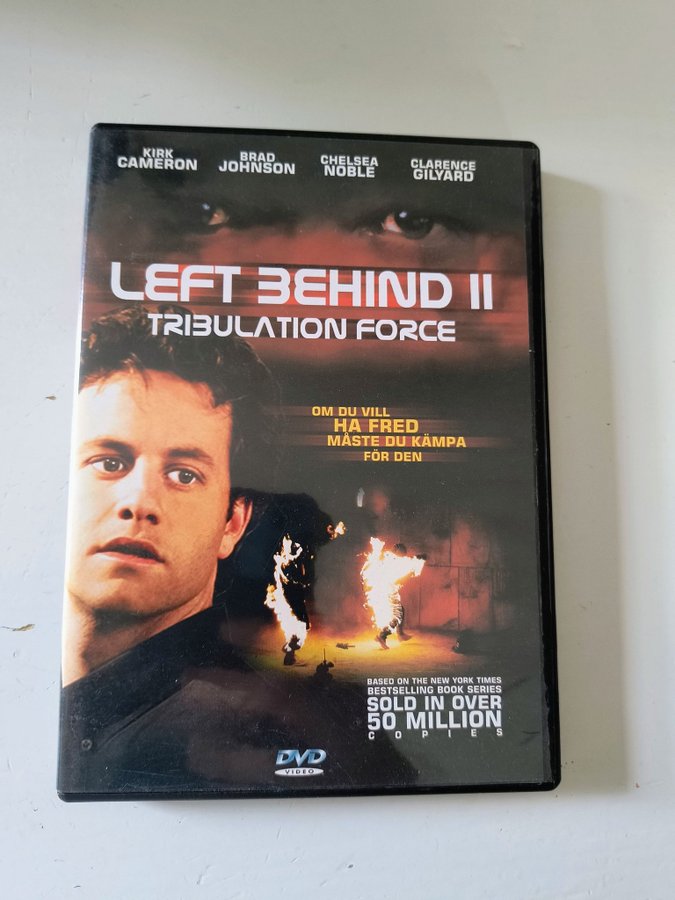 KIRK CAMERON
BRAD JOHNSON
CHELSEA NOBLE
CLARENCE GILYARD
LEFT BEHIND II
TRIBULATION FORCE
OM DU VILL
HA FRED
MÅSTE DU KÄMPA
FÖR DEN
BASED ON THE NEW YORK TIMES
BESTSELLING BOOK SERIES
SOLD IN OVER
50 MILLION
COPIES
DVD
VIDEO